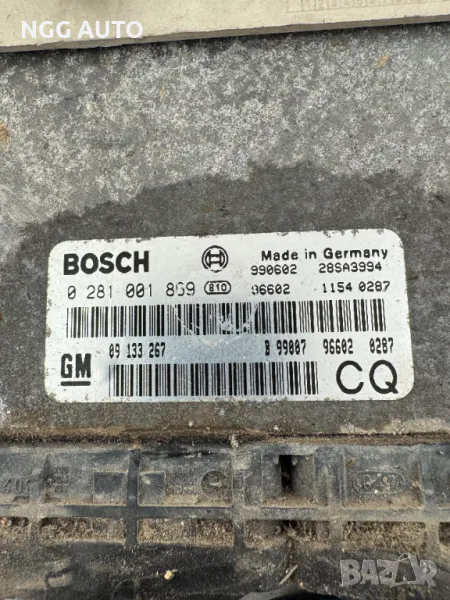 NGG AUTO
BOSCH Made in Germany
990602 28SA3994
0 281 001 869 810 96602 1154 0287
GM 09 133 267 B 99007 96602 0287
CQ
BAZAR